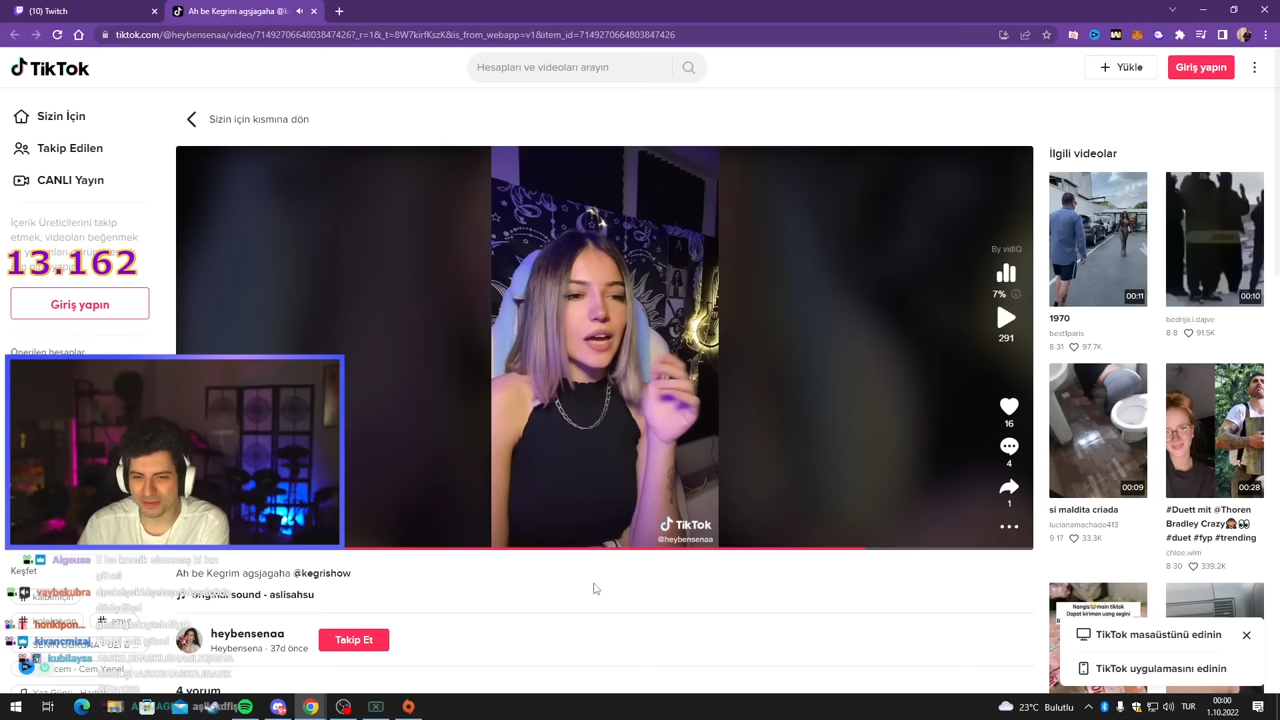 (10) Twitch
Ah be Kegrim agsjagaha @k
tiktok.com/@heybensenaa/video/7149270664803847426?_r=1&_t=8W7kirfKszK&is_from_webapp=v1&item_id=7149270664803847426
TikTok
Hesapları ve videoları arayın
Yükle
Giriş yapın
Sizin İçin
Takip Edilen
CANLI Yayın
İçerik Üreticilerini takip
etmek, videoları beğenmek
13.162
Giriş yapın
Önerilen hesaplar
Sizin için kısmına dön
By vidIQ
7%
291
16
4
1
TikTok
@heybensenaa
Ah be Kegrim agsjagaha @kegrishow
original sound - aslisahsu
heybensenaa
Heybensena · 37d önce
Takip Et
4 yorum
Algousa
güzel
vaybekubra
honktpon...
kivancmizal
kubilayss
Keşfet
cem - Cem Yenel
İlgili videolar
00:11
1970
best1paris
8-31 97.7K
00:10
bedrija.i.dajve
8-8 91.5K
00:09
si maldita criada
lucianamachado413
9-17 33.3K
00:28
#Duett mit @Thoren
Bradley Crazy
#duet #fyp #trending
chloe.wlm
8-30 339.2K
TikTok masaüstünü edinin
TikTok uygulamasını edinin
23°C Bulutlu
TUR
00:00
1.10.2022